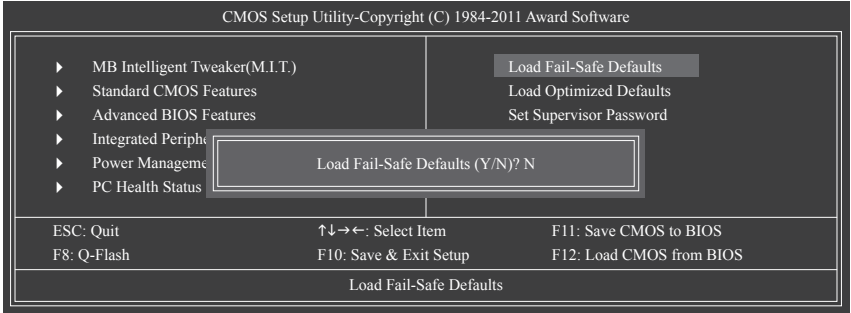 CMOS Setup Utility-Copyright (C) 1984-2011 Award Software
MB Intelligent Tweaker(M.I.T.)
Standard CMOS Features
Advanced BIOS Features
Integrated
Power
PC Health Status
Load Fail-Safe Defaults
Load Optimized Defaults
Set Supervisor Password
Load Fail-Safe Defaults (Y/N)? N
ESC: Quit ↑↓→←: Select Item F11: Save CMOS to BIOS
F8: Q-Flash F10: Save & Exit Setup F12: Load CMOS from BIOS
Load Fail-Safe Defaults